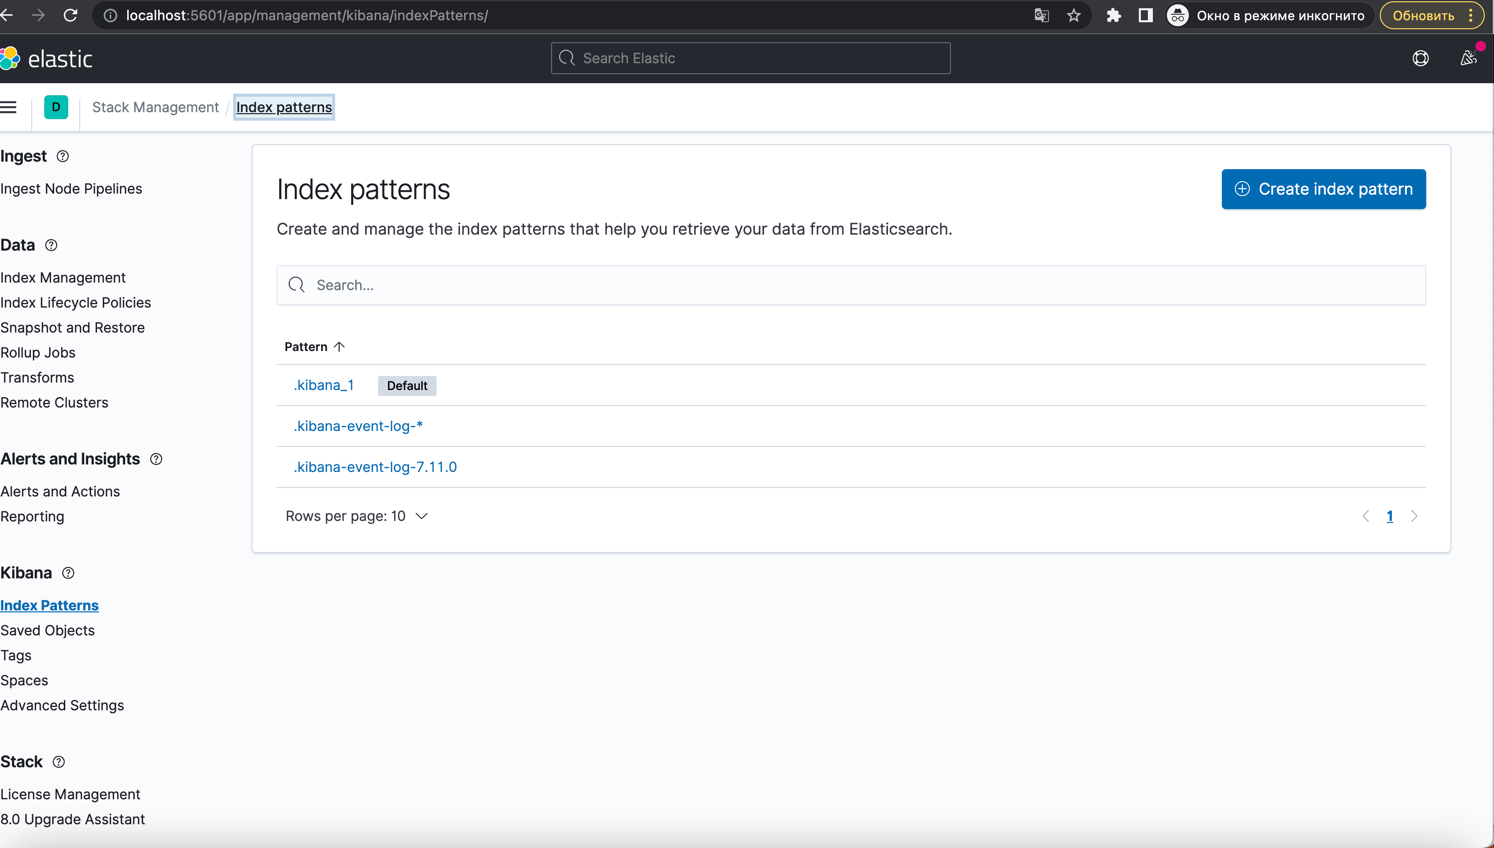 localhost:5601/app/management/kibana/indexPatterns/
Окно в режиме инкогнито
Обновить
elastic
Search Elastic
D
Stack Management / Index patterns
Ingest
Ingest Node Pipelines
Data
Index Management
Index Lifecycle Policies
Snapshot and Restore
Rollup Jobs
Transforms
Remote Clusters
Alerts and Insights
Alerts and Actions
Reporting
Kibana
Index Patterns
Saved Objects
Tags
Spaces
Advanced Settings
Stack
License Management
8.0 Upgrade Assistant
Index patterns
Create index pattern
Create and manage the index patterns that help you retrieve your data from Elasticsearch.
Search...
Pattern
.kibana_1 Default
.kibana-event-log-*
.kibana-event-log-7.11.0
Rows per page: 10
1